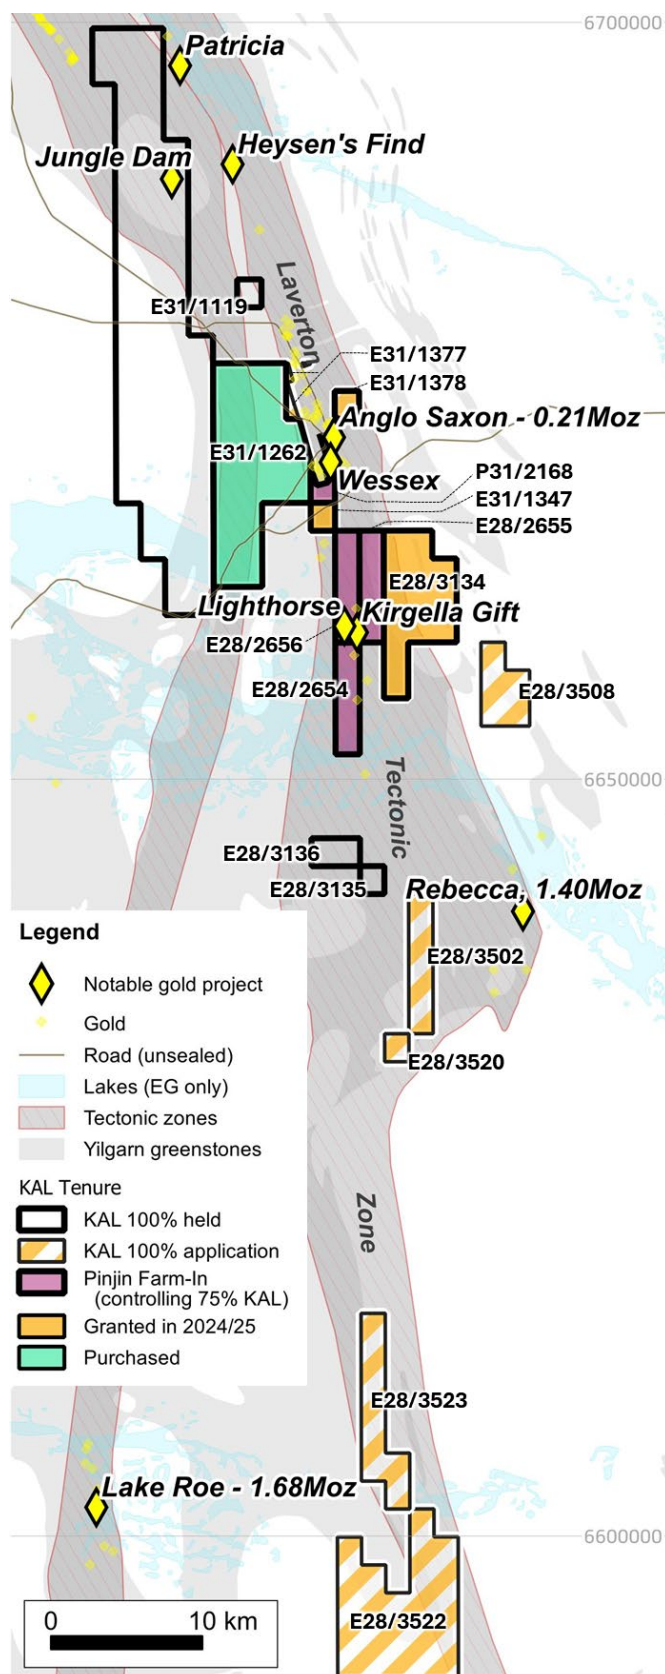 6700000
Patricia
Heysen's Find
Jungle Dam
E31/1119
Laverton
E31/1377
E31/1378
Anglo Saxon - 0.21Moz
E31/1262
P31/2168
Wessex
E31/1347
E28/2655
E28/3134
Lighthorse
Kirgella Gift
E28/2656
E28/2654
E28/3508
Tectonic
6650000
E28/3136
E28/3135
Rebecca, 1.40Moz
E28/3502
E28/3520
Legend
Notable gold project
Gold
Road (unsealed)
Lakes (EG only)
Tectonic zones
Yilgarn greenstones
KAL Tenure
KAL 100% held
KAL 100% application
Pinjin Farm-In
(controlling 75% KAL)
Granted in 2024/25
Purchased
Zone
E28/3523
Lake Roe - 1.68Moz
6600000
E28/3522
0 10 km